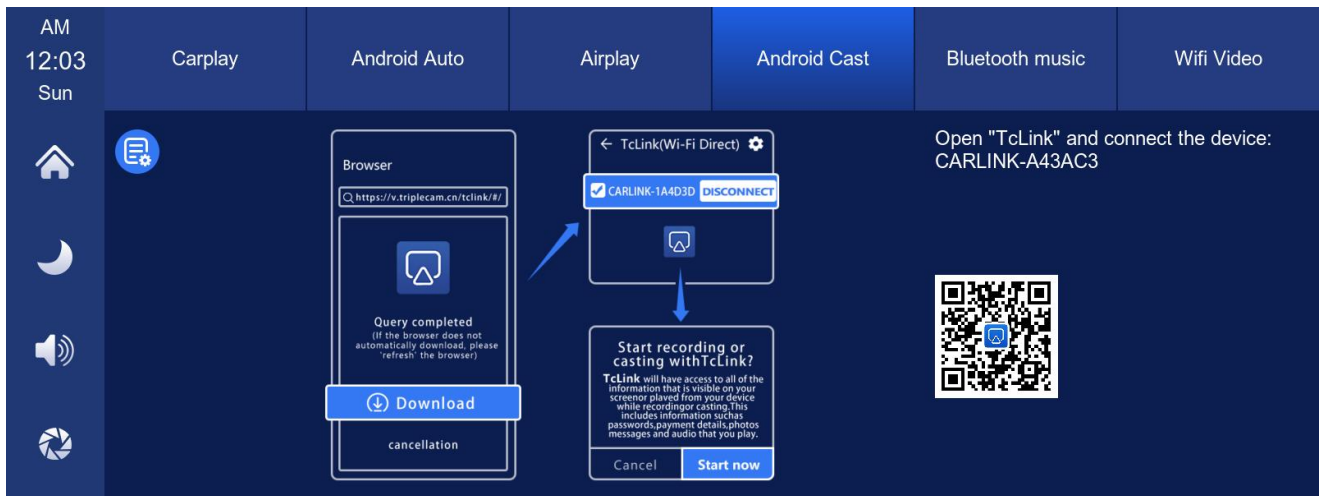 AM
12:03
Sun
Carplay
Android Auto
Airplay
Android Cast
Bluetooth music
Wifi Video
Browser
https://v.triplecam.cn/tclink/#/
Query completed
(If the browser does not
automatically download, please
'refresh' the browser)
Download
cancellation
← TcLink(Wi-Fi Direct)
CARLINK-1A4D3D DISCONNECT
Start recording or
casting withTcLink?
TcLink will have access to all of the
information that is visible on your
screenor plaved from your device
while recordingor casting.This
includes information suchas
passwords,payment details,photos
messages and audio that you play.
Cancel
Start now
Open "TcLink" and connect the device:
CARLINK-A43AC3